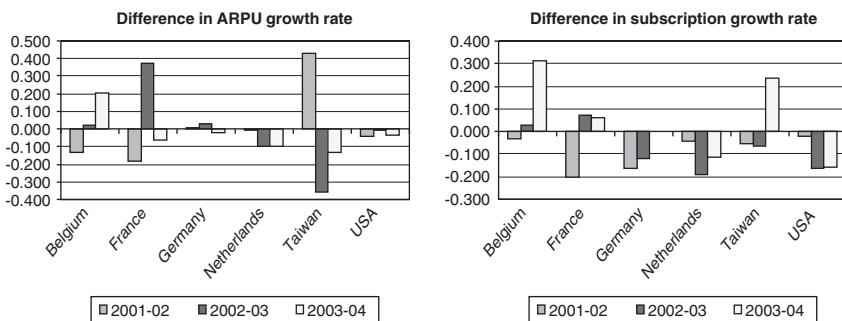 Difference in ARPU growth rate
0.500
0.400
0.300
0.200
0.100
0.000
-0.100
-0.200
-0.300
-0.400
Belgium
France
Germany
Netherlands
Taiwan
USA
2001-02 2002-03 2003-04
Difference in subscription growth rate
0.400
0.300
0.200
0.100
0.000
-0.100
-0.200
-0.300
Belgium
France
Germany
Netherlands
Taiwan
USA
2001-02 2002-03 2003-04